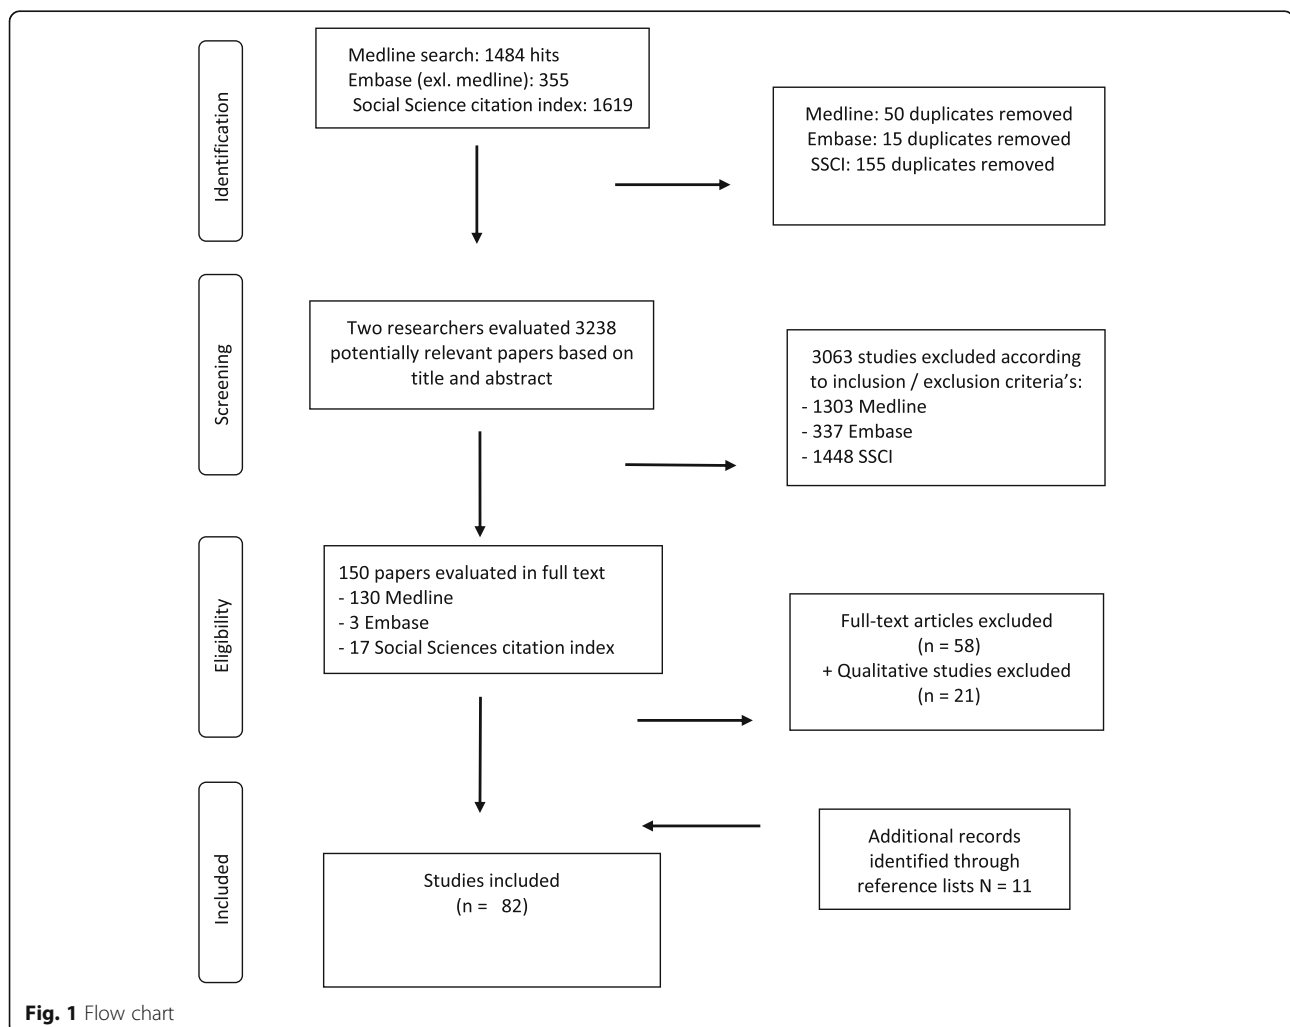 Identification
Medline search: 1484 hits
Embase (exl. medline): 355
Social Science citation index: 1619
Medline: 50 duplicates removed
Embase: 15 duplicates removed
SSCI: 155 duplicates removed
Screening
Two researchers evaluated 3238
potentially relevant papers based on
title and abstract
3063 studies excluded according
to inclusion / exclusion criteria's:
- 1303 Medline
- 337 Embase
- 1448 SSCI
Eligibility
150 papers evaluated in full text
- 130 Medline
- 3 Embase
- 17 Social Sciences citation index
Full-text articles excluded
(n = 58)
+ Qualitative studies excluded
(n = 21)
Included
Additional records
identified through
reference lists N = 11
Studies included
(n = 82)
Fig. 1 Flow chart